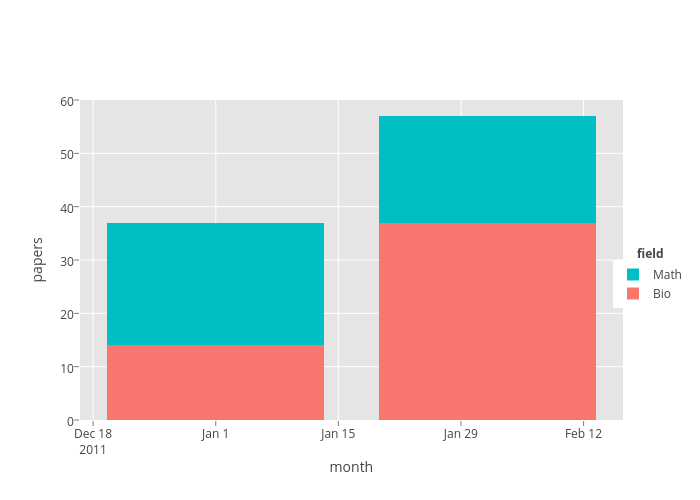 60
50
40
30
20
10
0
papers
Dec 18
2011
Jan 1
Jan 15
Jan 29
Feb 12
month
field
Math
Bio